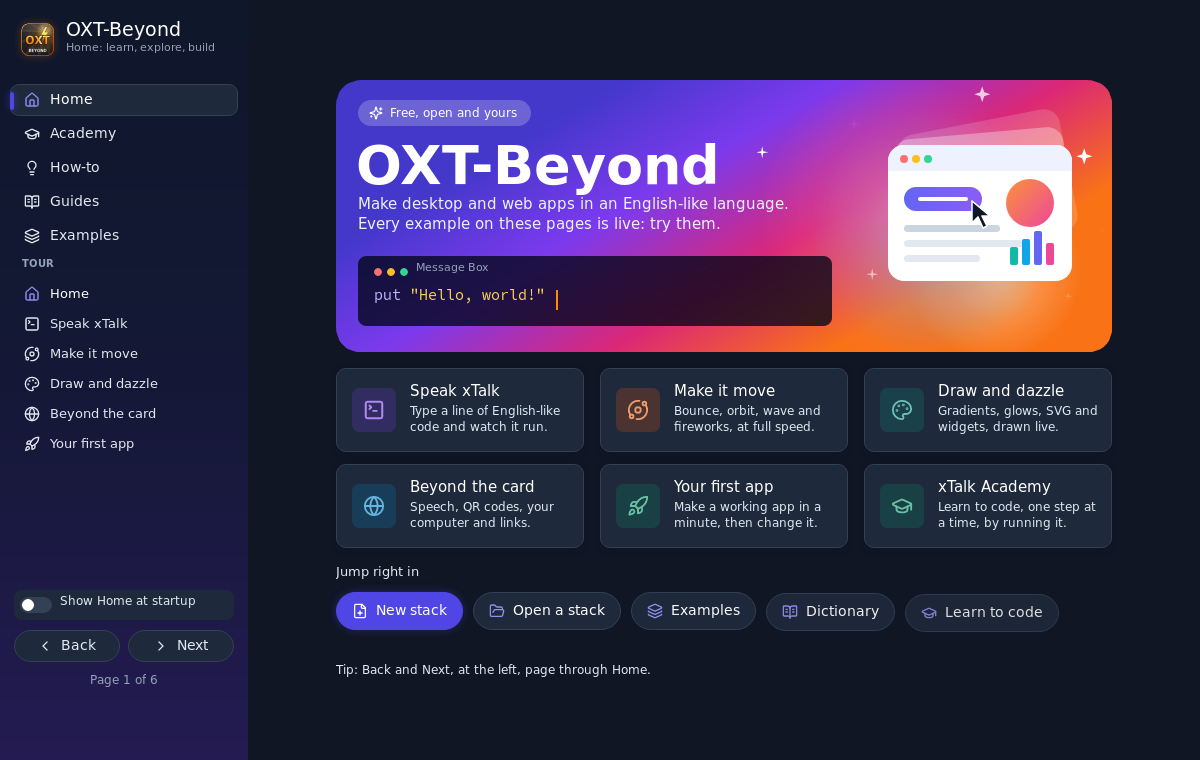 OXT
BEYOND
OXT-Beyond
Home: learn, explore, build
Home
Academy
How-to
Guides
Examples
TOUR
Home
Speak xTalk
Make it move
Draw and dazzle
Beyond the card
Your first app
Show Home at startup
Back
Next
Page 1 of 6
Free, open and yours
OXT-Beyond
Make desktop and web apps in an English-like language.
Every example on these pages is live: try them.
Message Box
put "Hello, world!"
Speak xTalk
Type a line of English-like
code and watch it run.
Make it move
Bounce, orbit, wave and
fireworks, at full speed.
Draw and dazzle
Gradients, glows, SVG and
widgets, drawn live.
Beyond the card
Speech, QR codes, your
computer and links.
Your first app
Make a working app in a
minute, then change it.
xTalk Academy
Learn to code, one step at
a time, by running it.
Jump right in
New stack
Open a stack
Examples
Dictionary
Learn to code
Tip: Back and Next, at the left, page through Home.